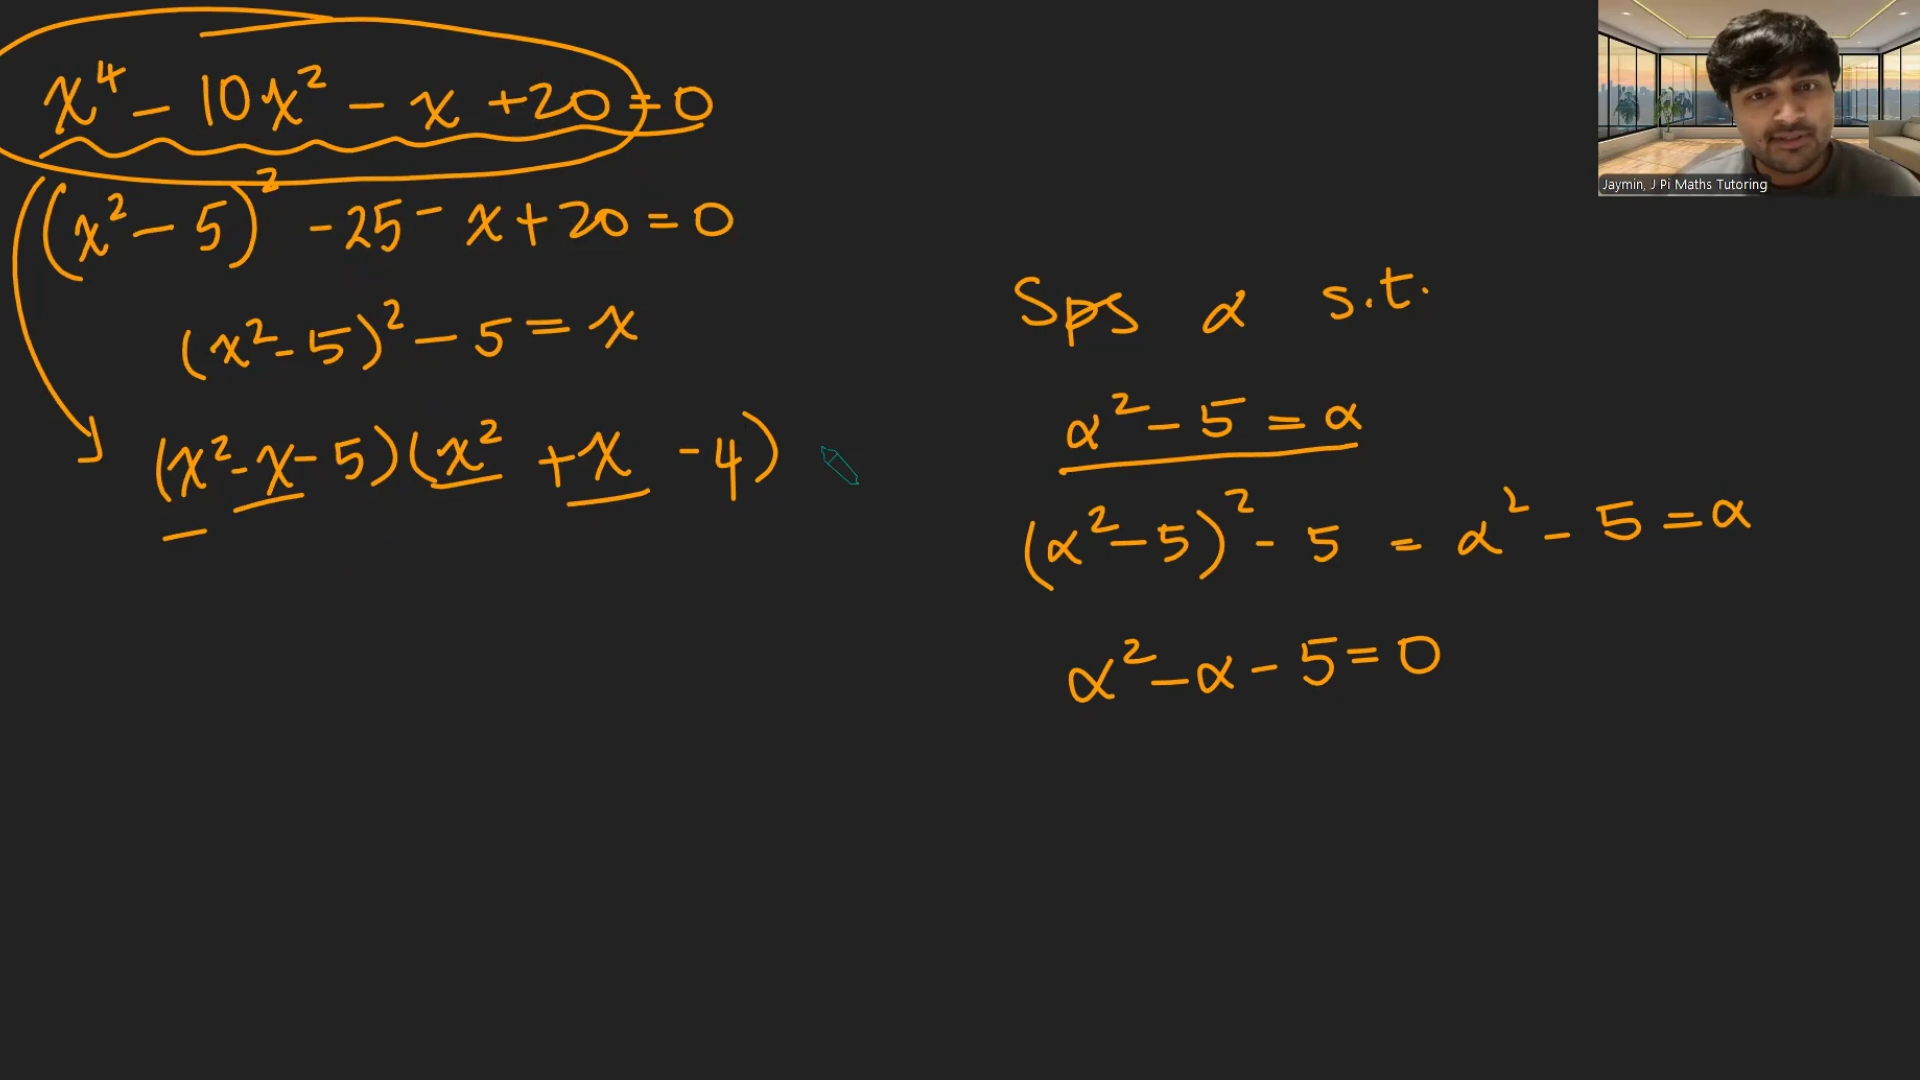 x⁴ - 10x² - x + 20 = 0
(x² - 5)² - 25 - x + 20 = 0
(x² - 5)² - 5 = x
(x² - x - 5)(x² + x - 4)
Sps α s.t.
α² - 5 = α
(α² - 5)² - 5 = α² - 5 = α
α² - α - 5 = 0
Jaymin, J Pi Maths Tutoring